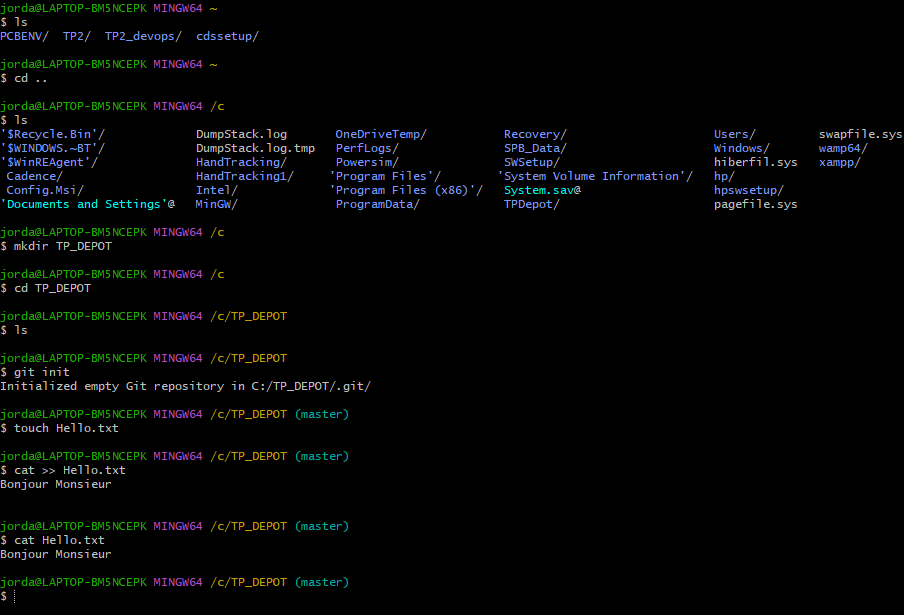 jorda@LAPTOP-BM5NCEPK MINGW64 ~
$ ls
PCBENV/  TP2/  TP2_devops/  cdssetup/
jorda@LAPTOP-BM5NCEPK MINGW64 ~
$ cd ..
jorda@LAPTOP-BM5NCEPK MINGW64 /c
$ ls
'$Recycle.Bin'/             DumpStack.log       OneDriveTemp/           Recovery/                     Users/         swapfile.sys
'$WINDOWS.~BT'/             DumpStack.log.tmp   PerfLogs/               SPB_Data/                     Windows/       wamp64/
'$WinREAgent'/              HandTracking/       Powersim/               SWSetup/                      hiberfil.sys   xampp/
Cadence/                   HandTracking1/     'Program Files'/        'System Volume Information'/   hp/
Config.Msi/                Intel/             'Program Files (x86)'/   System.sav@                   hpswsetup/
'Documents and Settings'@   MinGW/              ProgramData/            TPDepot/                      pagefile.sys
jorda@LAPTOP-BM5NCEPK MINGW64 /c
$ mkdir TP_DEPOT
jorda@LAPTOP-BM5NCEPK MINGW64 /c
$ cd TP_DEPOT
jorda@LAPTOP-BM5NCEPK MINGW64 /c/TP_DEPOT
$ ls
jorda@LAPTOP-BM5NCEPK MINGW64 /c/TP_DEPOT
$ git init
Initialized empty Git repository in C:/TP_DEPOT/.git/
jorda@LAPTOP-BM5NCEPK MINGW64 /c/TP_DEPOT (master)
$ touch Hello.txt
jorda@LAPTOP-BM5NCEPK MINGW64 /c/TP_DEPOT (master)
$ cat >> Hello.txt
Bonjour Monsieur
jorda@LAPTOP-BM5NCEPK MINGW64 /c/TP_DEPOT (master)
$ cat Hello.txt
Bonjour Monsieur
jorda@LAPTOP-BM5NCEPK MINGW64 /c/TP_DEPOT (master)
$